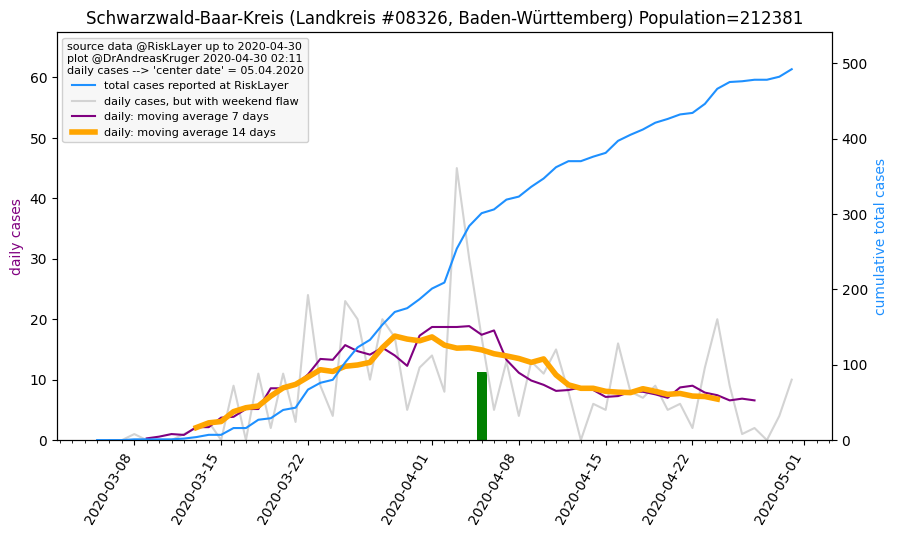 Schwarzwald-Baar-Kreis (Landkreis #08326, Baden-Württemberg) Population=212381
source data @RiskLayer up to 2020-04-30
plot @DrAndreasKruger 2020-04-30 02:11
daily cases --> 'center date' = 05.04.2020
total cases reported at RiskLayer
daily cases, but with weekend flaw
daily: moving average 7 days
daily: moving average 14 days
daily cases
60
50
40
30
20
10
0
cumulative total cases
500
400
300
200
100
0
2020-03-08
2020-03-15
2020-03-22
2020-04-01
2020-04-08
2020-04-15
2020-04-22
2020-05-01